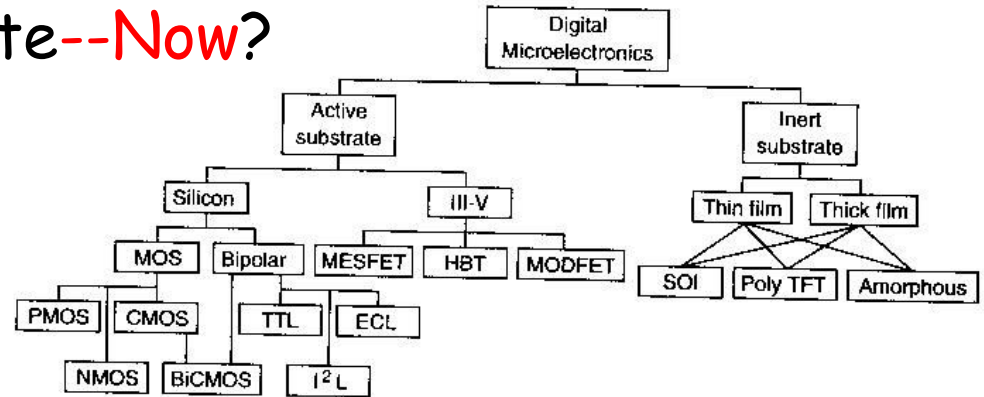 te--Now?
Digital
Microelectronics
Active
substrate
Inert
substrate
Silicon
III-V
Thin film
Thick film
MOS
Bipolar
MESFET
HBT
MODFET
SOI
Poly TFT
Amorphous
PMOS
CMOS
TTL
ECL
NMOS
BiCMOS
I²L